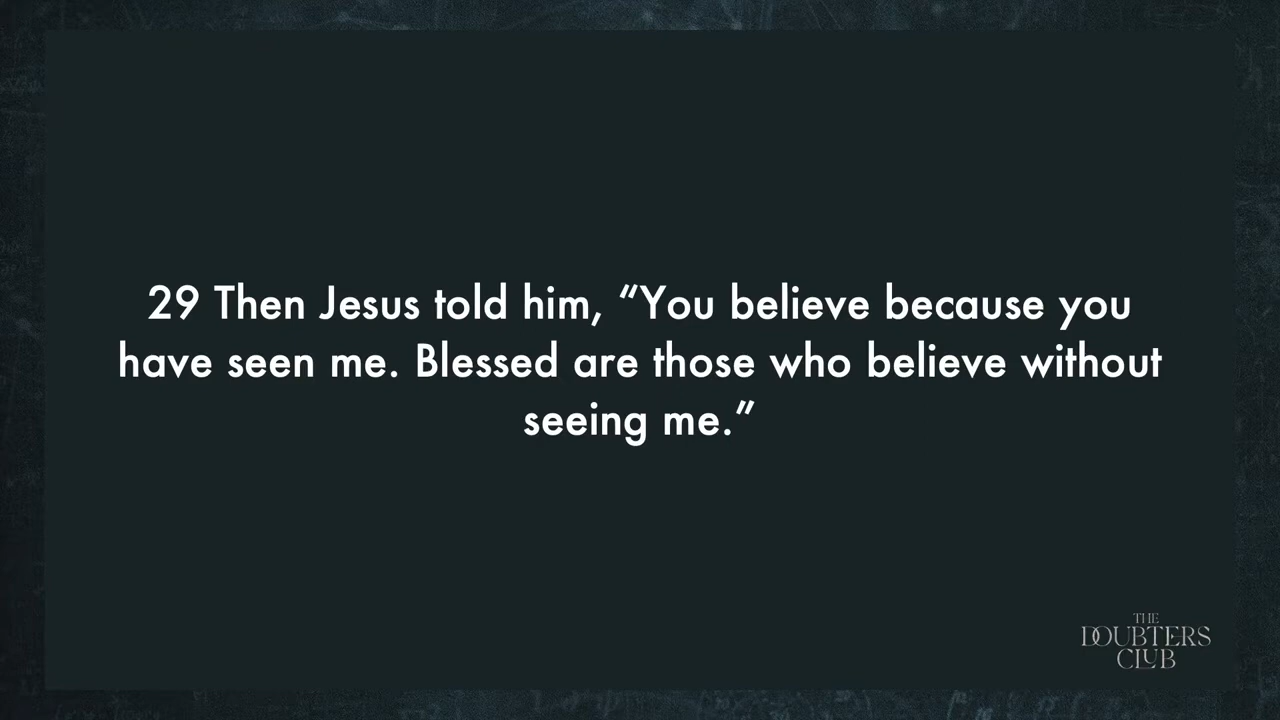 29 Then Jesus told him, “You believe because you
have seen me. Blessed are those who believe without
seeing me.”
THE
DOUBTERS
CLUB